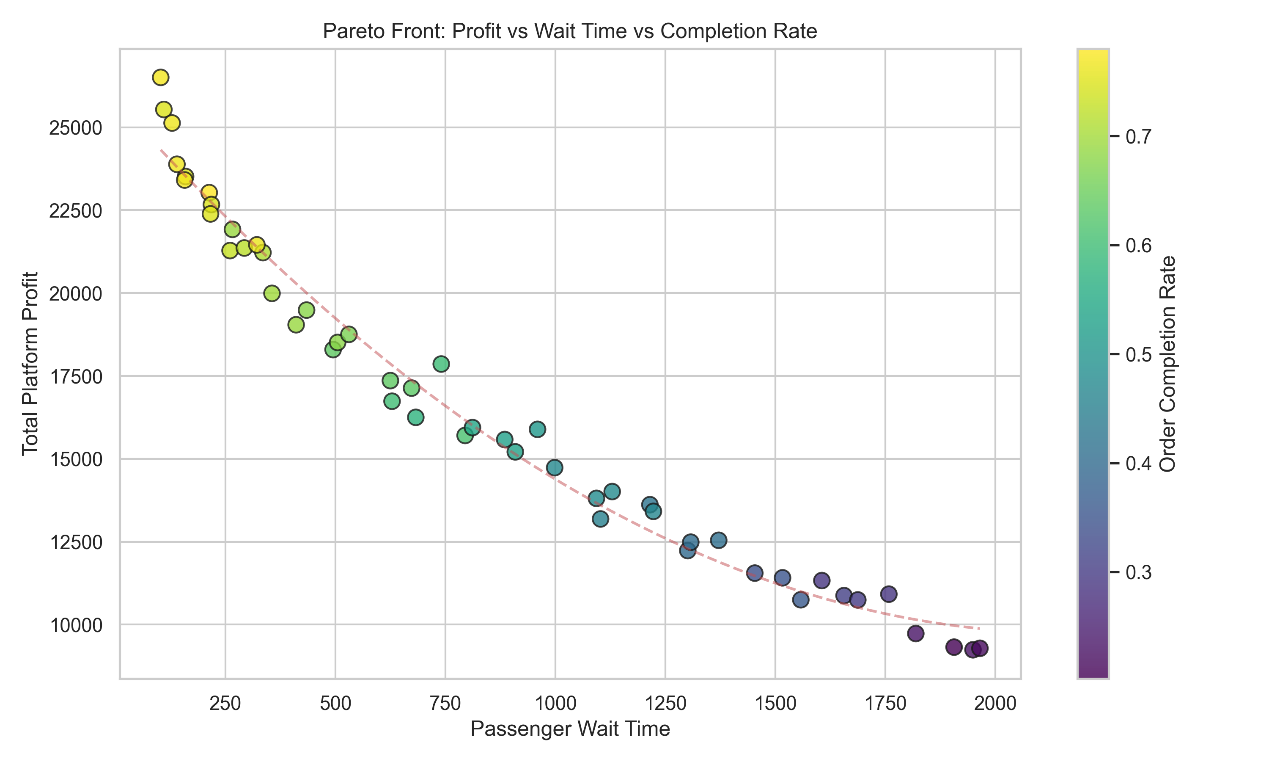 Pareto Front: Profit vs Wait Time vs Completion Rate
Total Platform Profit
25000
22500
20000
17500
15000
12500
10000
250 500 750 1000 1250 1500 1750 2000
Passenger Wait Time
0.7
0.6
0.5
0.4
0.3
Order Completion Rate